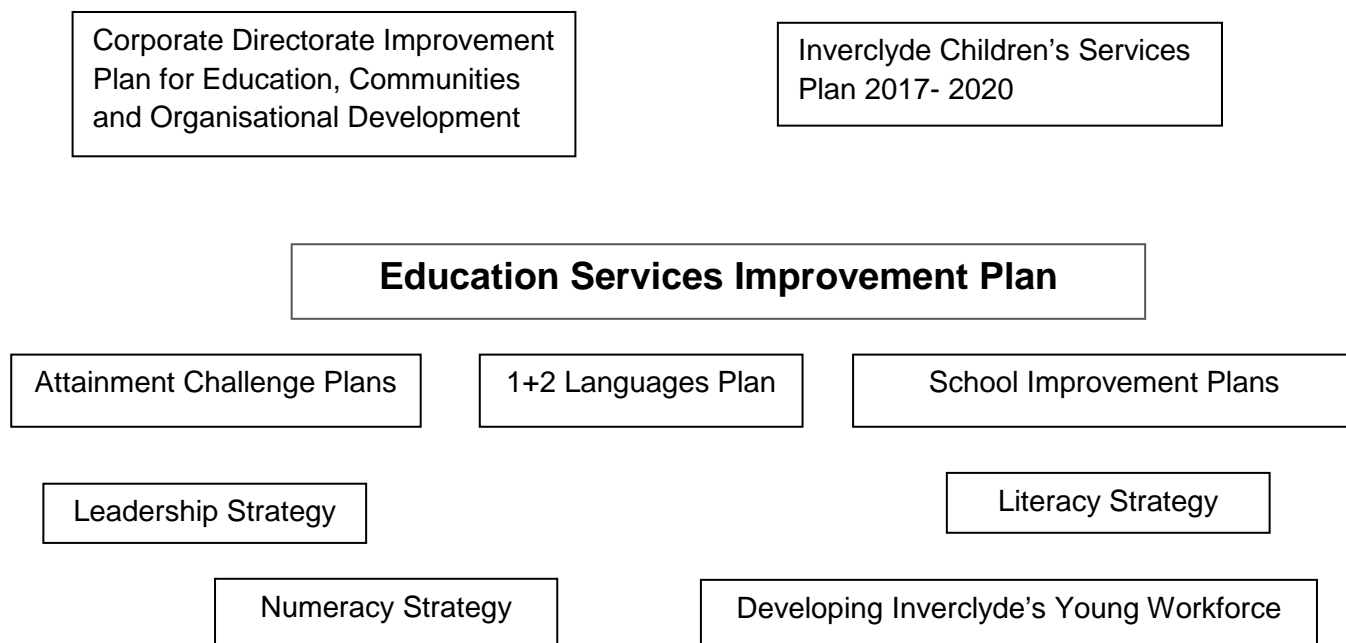 Corporate Directorate Improvement
Plan for Education, Communities
and Organisational Development
Inverclyde Children’s Services
Plan 2017- 2020
Education Services Improvement Plan
Attainment Challenge Plans
1+2 Languages Plan
School Improvement Plans
Leadership Strategy
Literacy Strategy
Numeracy Strategy
Developing Inverclyde’s Young Workforce